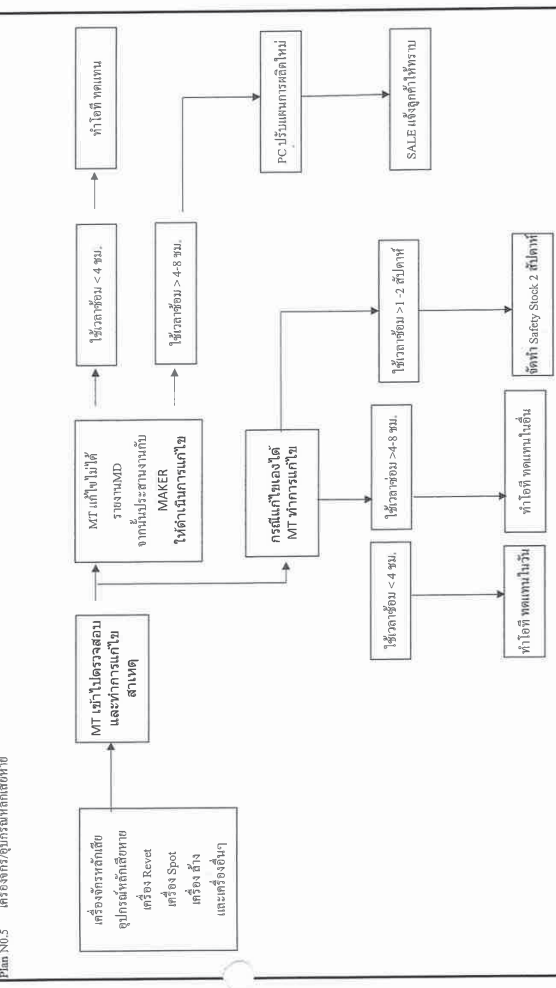 Plan N0.5 เครื่องจักร/อุปกรณ์หลักเสียหาย
เครื่องจักรหลักเสีย
อุปกรณ์หลักเสียหาย
เครื่อง Revet
เครื่อง Spot
เครื่อง ล้าง
และเครื่องอื่นๆ
MT เข้าไปตรวจสอบ
และทำการแก้ไข
สาเหตุ
MT แก้ไขไม่ได้
รายงานMD
จากนั้นประสานงานกับ
MAKER
ให้ดำเนินการแก้ไข
ใช้เวลาซ้อม < 4 ชม.
ทำโอที ทดแทน
ใช้เวลาซ้อม > 4-8 ชม.
PC ปรับแผนการผลิตใหม่
SALE แจ้งลูกค้าให้ทราบ
กรณีแก้ไขเองได้
MT ทำการแก้ไข
ใช้เวลาซ้อม < 4 ชม.
ทำโอที ทดแทนในวัน
ใช้เวลาซ่อม >4-8 ชม.
ทำโอที ทดแทนในอื่น
ใช้เวลาซ้อม >1 -2 สัปดาห์
จัดทำ Safety Stock 2 สัปดาห์